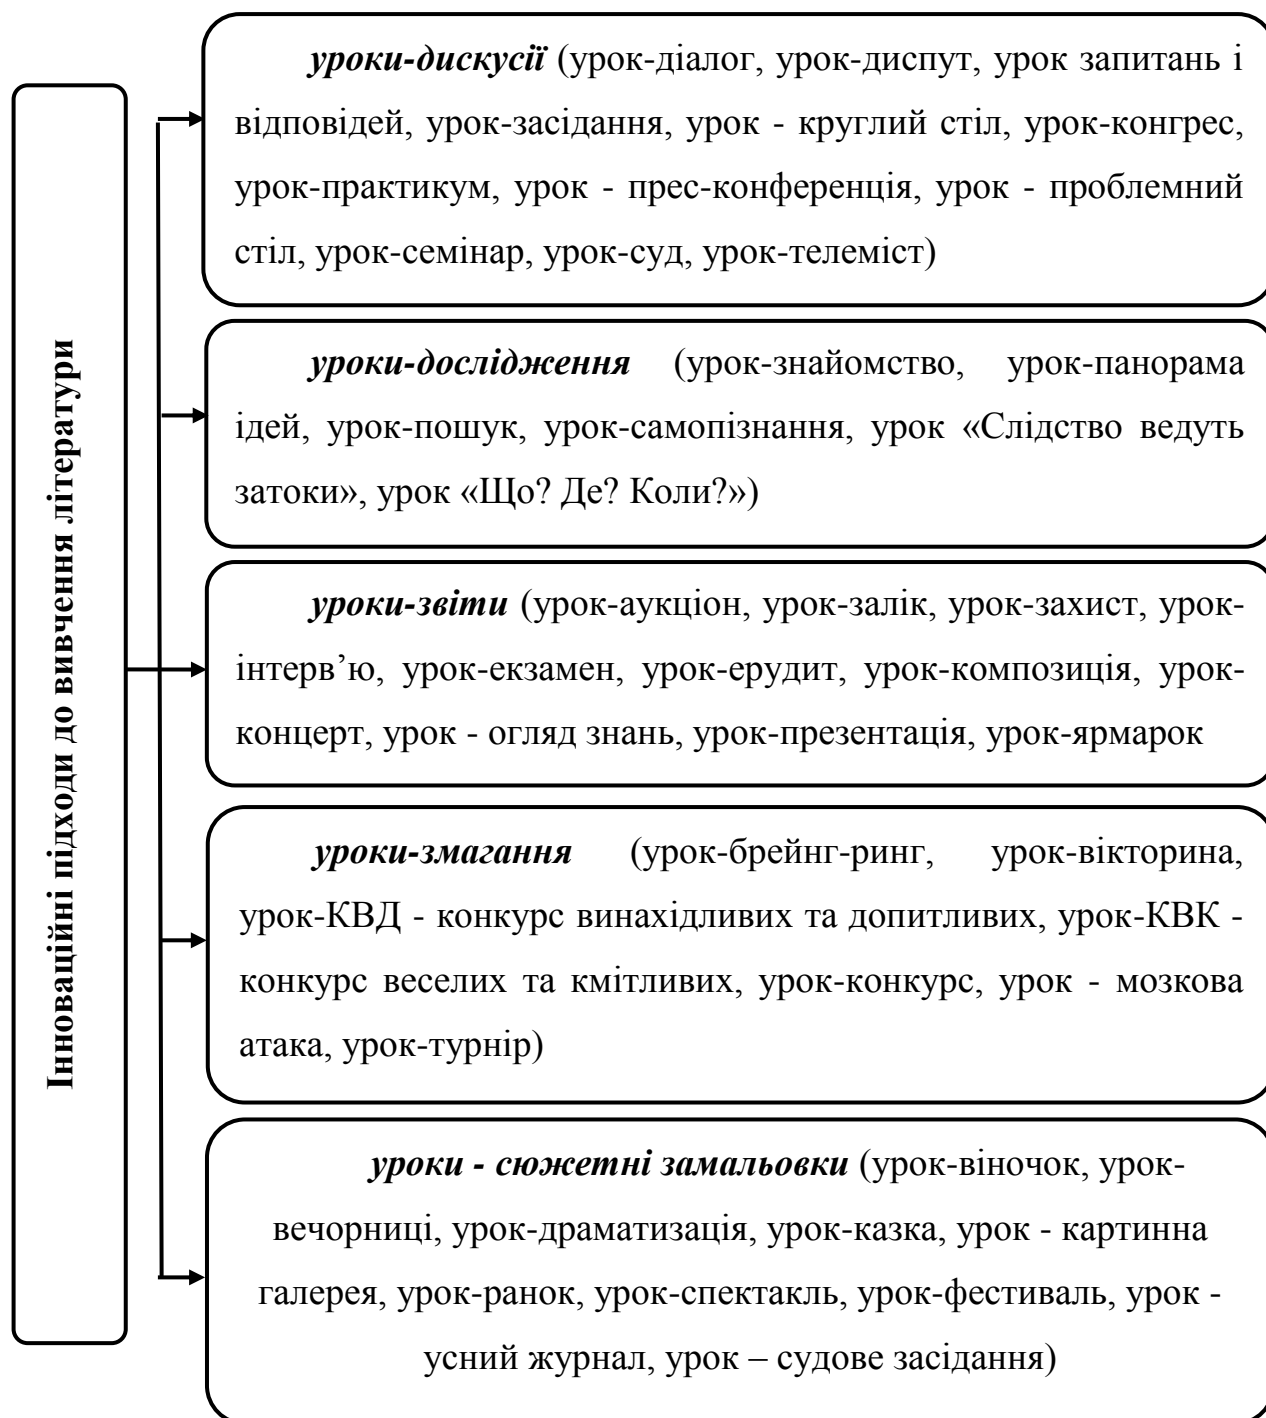 Інноваційні підходи до вивчення літератури
уроки-дискусії (урок-діалог, урок-диспут, урок запитань і
відповідей, урок-засідання, урок - круглий стіл, урок-конгрес,
урок-практикум, урок - прес-конференція, урок - проблемний
стіл, урок-семінар, урок-суд, урок-телеміст)
уроки-дослідження (урок-знайомство, урок-панорама
ідей, урок-пошук, урок-самопізнання, урок «Слідство ведуть
затоки», урок «Що? Де? Коли?»)
уроки-звіти (урок-аукціон, урок-залік, урок-захист, урок-
інтерв’ю, урок-екзамен, урок-ерудит, урок-композиція, урок-
концерт, урок - огляд знань, урок-презентація, урок-ярмарок
уроки-змагання (урок-брейнг-ринг, урок-вікторина,
урок-КВД - конкурс винахідливих та допитливих, урок-КВК -
конкурс веселих та кмітливих, урок-конкурс, урок - мозкова
атака, урок-турнір)
уроки - сюжетні замальовки (урок-віночок, урок-
вечорниці, урок-драматизація, урок-казка, урок - картинна
галерея, урок-ранок, урок-спектакль, урок-фестиваль, урок -
усний журнал, урок – судове засідання)